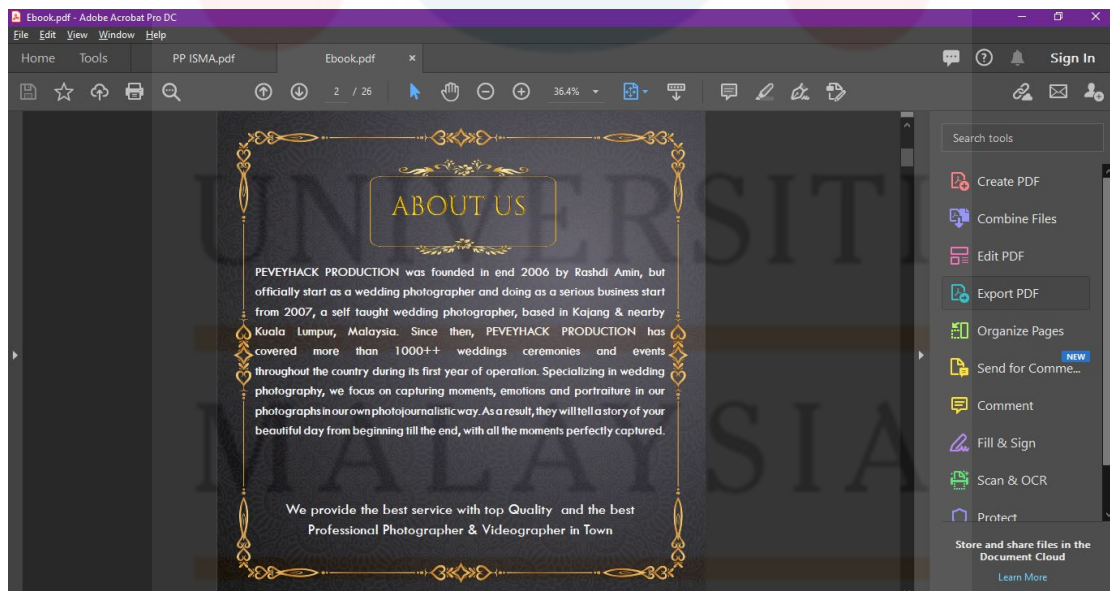 Ebook.pdf - Adobe Acrobat Pro DC
File Edit View Window Help
Home Tools PP ISMA.pdf Ebook.pdf × Sign In
2 / 26 36.4%
Search tools
Create PDF
Combine Files
Edit PDF
Export PDF
Organize Pages
NEW
Send for Comme...
Comment
Fill & Sign
Scan & OCR
Protect
Store and share files in the
Document Cloud
Learn More
ABOUT US
PEVEYHACK PRODUCTION was founded in end 2006 by Rashdi Amin, but
officially start as a wedding photographer and doing as a serious business start
from 2007, a self taught wedding photographer, based in Kajang & nearby
Kuala Lumpur, Malaysia. Since then, PEVEYHACK PRODUCTION has
covered more than 1000++ weddings ceremonies and events
throughout the country during its first year of operation. Specializing in wedding
photography, we focus on capturing moments, emotions and portraiture in our
photographs in our own photojournalistic way. As a result, they will tell a story of your
beautiful day from beginning till the end, with all the moments perfectly captured.
We provide the best service with top Quality and the best
Professional Photographer & Videographer in Town
UNIVERSITI
MALAYSIA